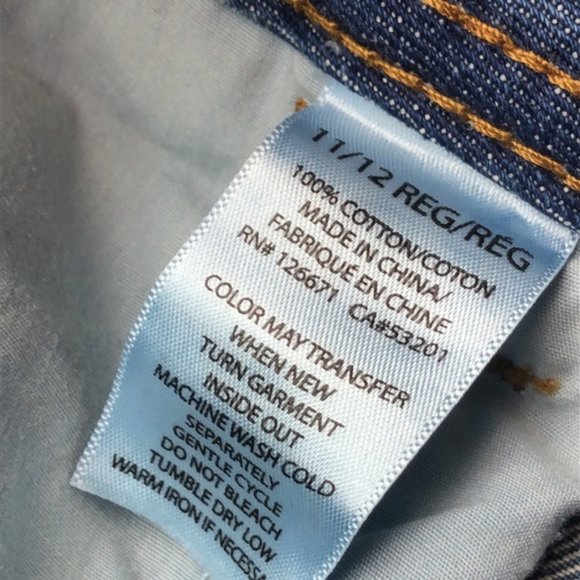 11/12 REG/RÉG
100% COTTON/COTON
MADE IN CHINA/
FABRIQUÉ EN CHINE
RN# 126671 CA#53201
COLOR MAY TRANSFER
WHEN NEW
TURN GARMENT
INSIDE OUT
MACHINE WASH COLD
SEPARATELY
GENTLE CYCLE
DO NOT BLEACH
TUMBLE DRY LOW
WARM IRON IF NECESSA